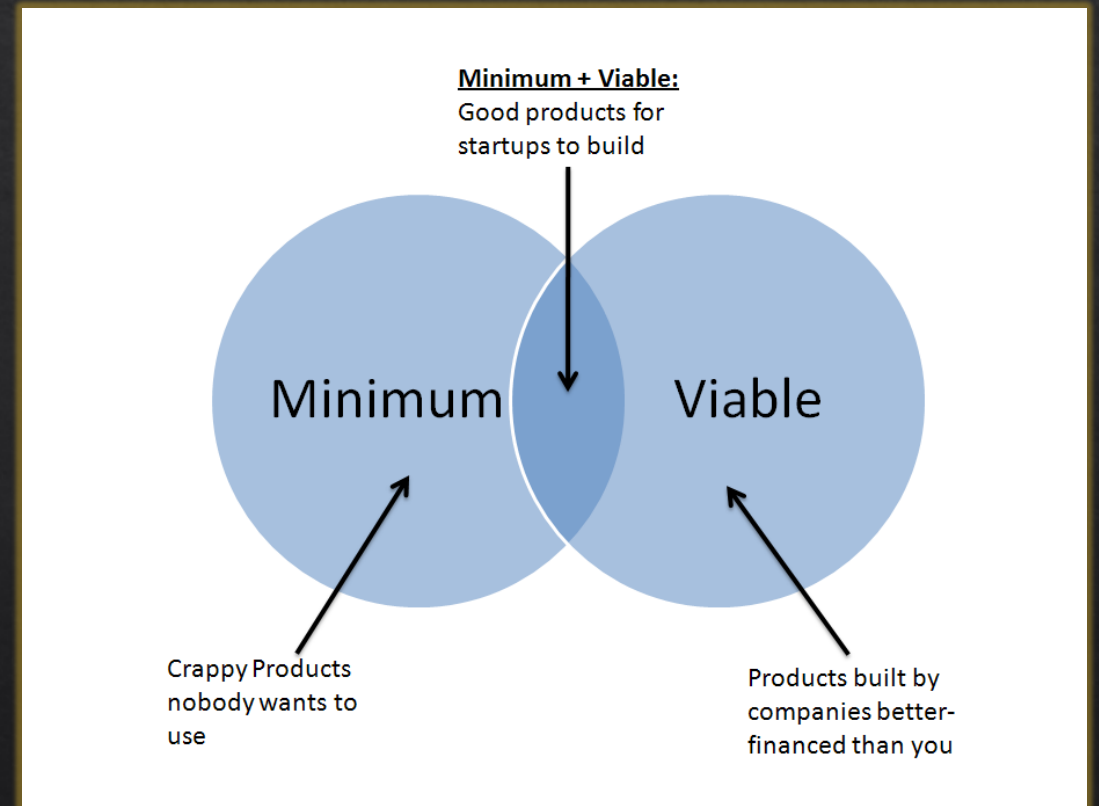 Minimum + Viable:
Good products for
startups to build
Minimum
Viable
Crappy Products
nobody wants to
use
Products built by
companies better-
financed than you